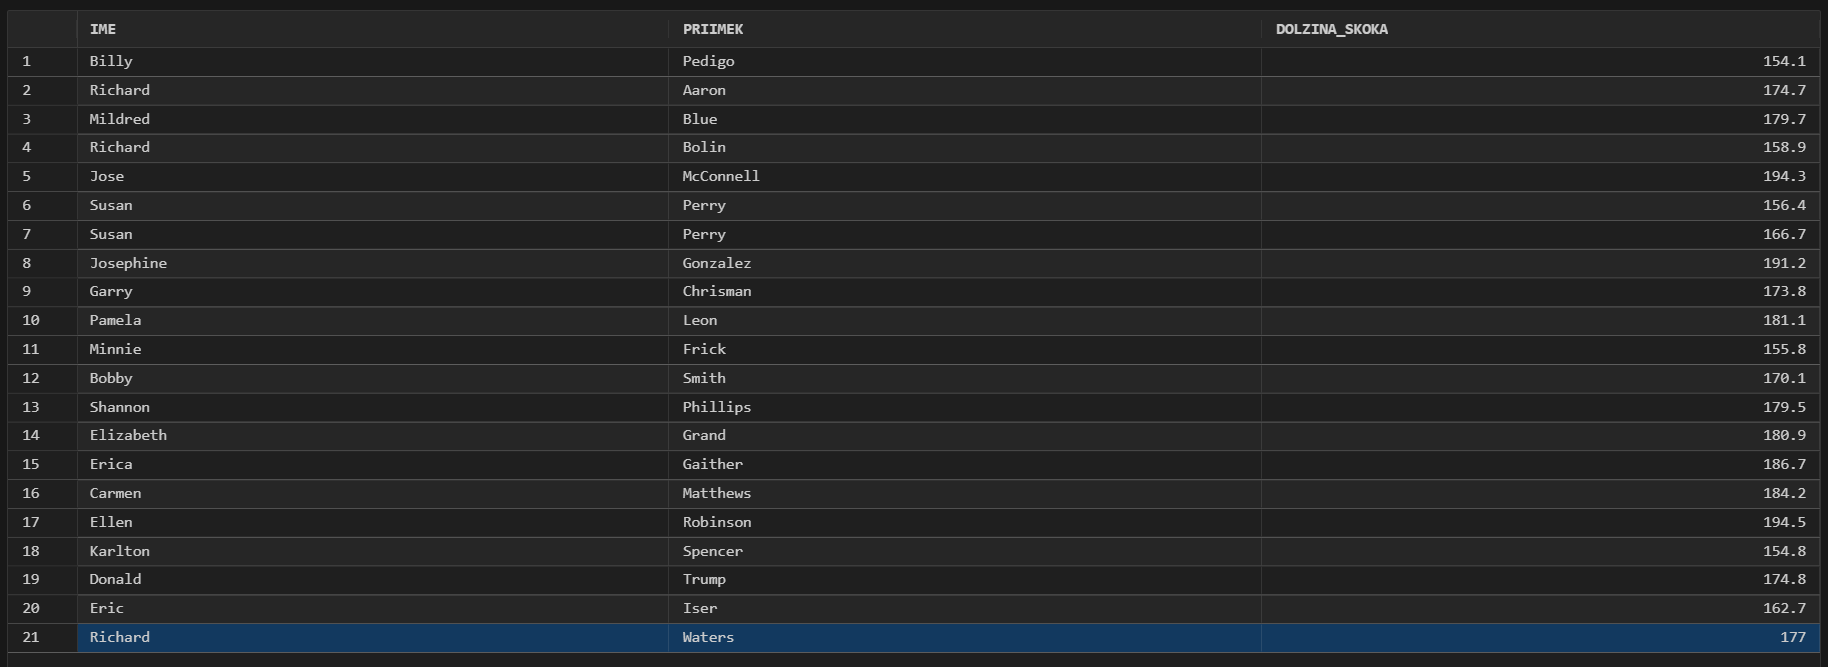 IME PRIIMEK DOLZINA_SKOKA
1 Billy Pedigo 154.1
2 Richard Aaron 174.7
3 Mildred Blue 179.7
4 Richard Bolin 158.9
5 Jose McConnell 194.3
6 Susan Perry 156.4
7 Susan Perry 166.7
8 Josephine Gonzalez 191.2
9 Garry Chrisman 173.8
10 Pamela Leon 181.1
11 Minnie Frick 155.8
12 Bobby Smith 170.1
13 Shannon Phillips 179.5
14 Elizabeth Grand 180.9
15 Erica Gaither 186.7
16 Carmen Matthews 184.2
17 Ellen Robinson 194.5
18 Karlton Spencer 154.8
19 Donald Trump 174.8
20 Eric Iser 162.7
21 Richard Waters 177